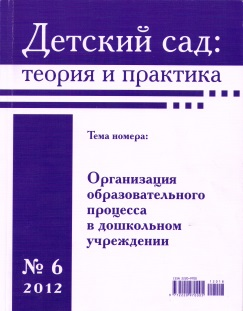 Детский сад:
теория и практика
Тема номера:
Организация
образовательного
процесса
в дошкольном
учреждении
№ 6
2012